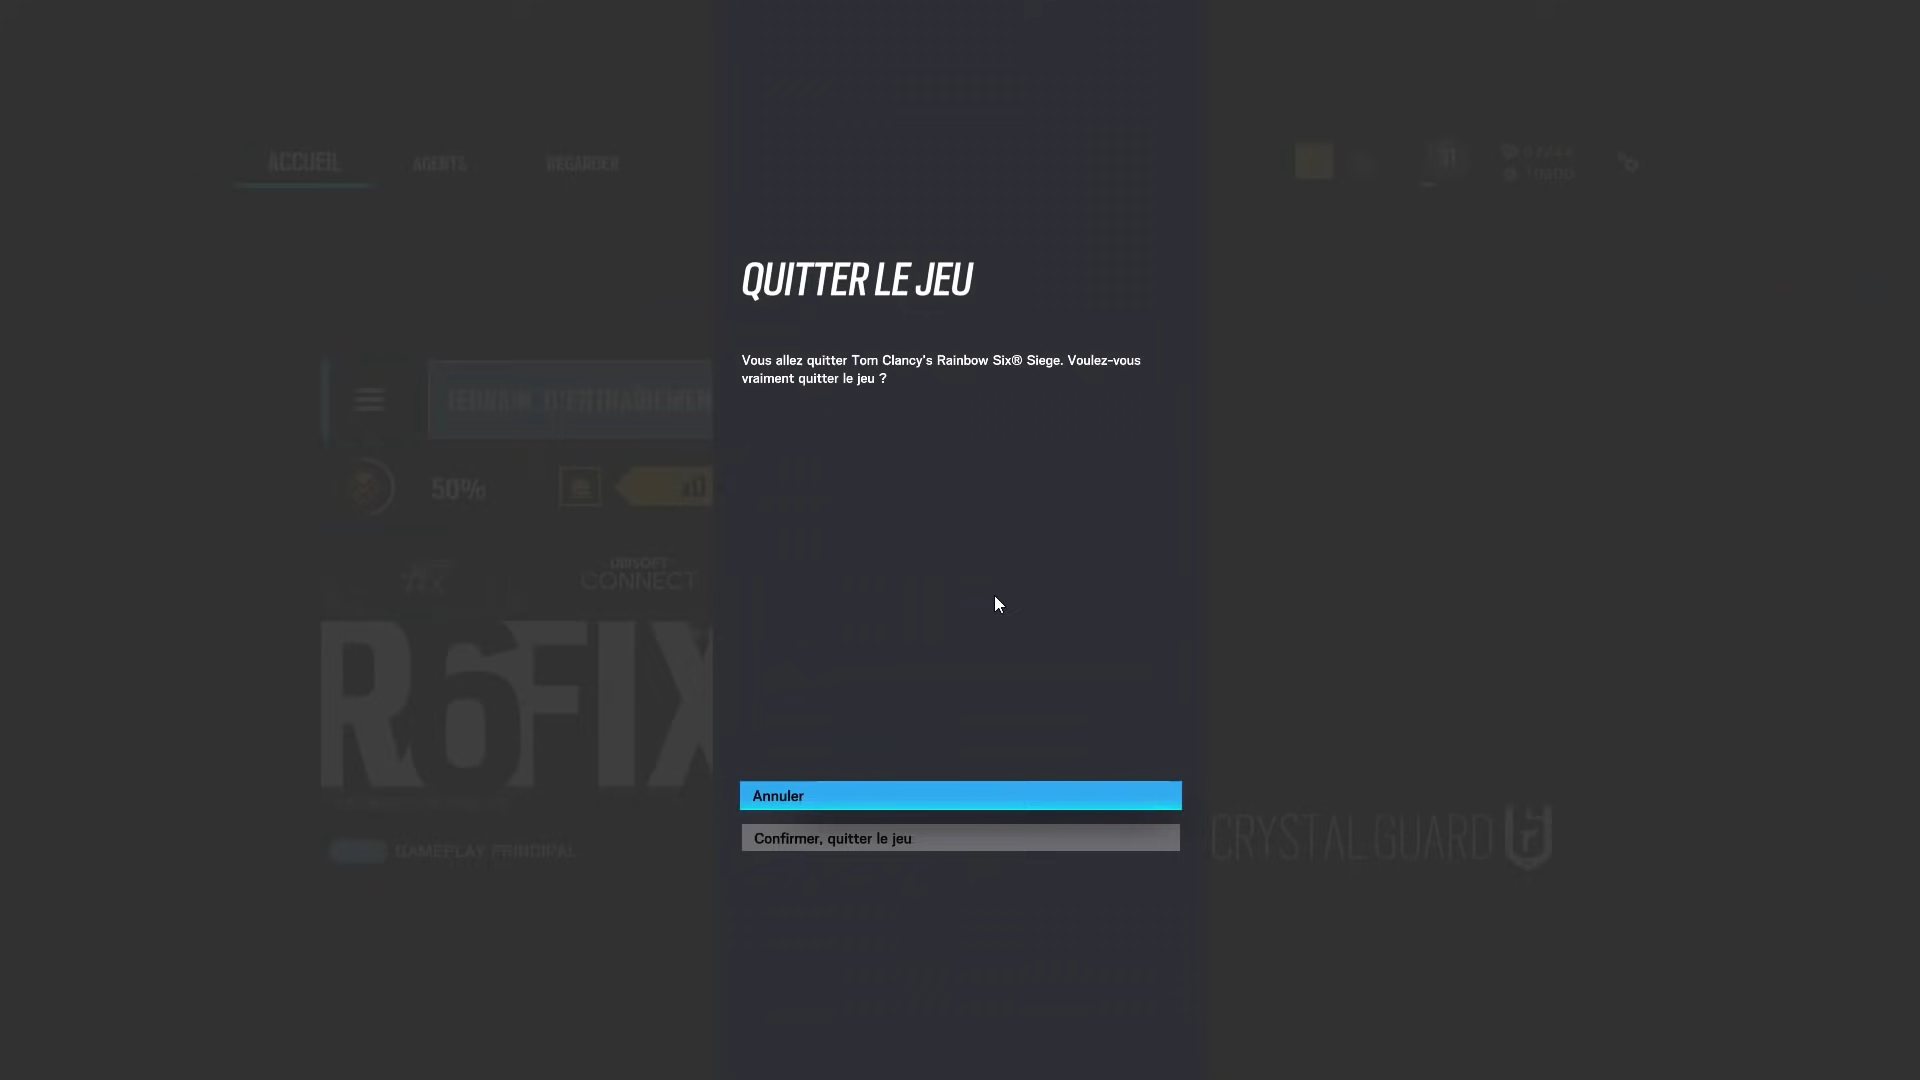 ACCUEIL
AGENTS
REGARDER
QUITTER LE JEU
Vous allez quitter Tom Clancy's Rainbow Six® Siege. Voulez-vous
vraiment quitter le jeu ?
50%
x0
UBISOFT
CONNECT
R6FIX
Annuler
Confirmer, quitter le jeu
GAMEPLAY PRINCIPAL
CRYSTAL GUARD